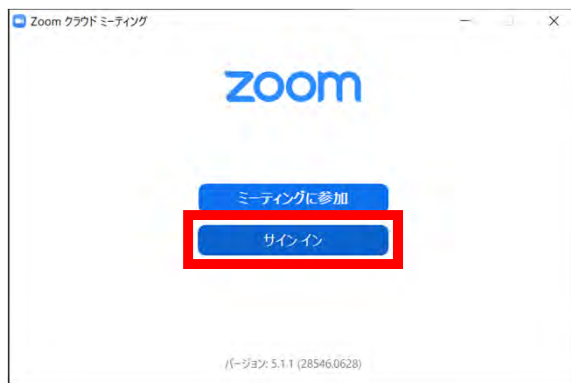 Zoom クラウド ミーティング
zoom
ミーティングに参加
サインイン
バージョン: 5.1.1 (28546.0628)